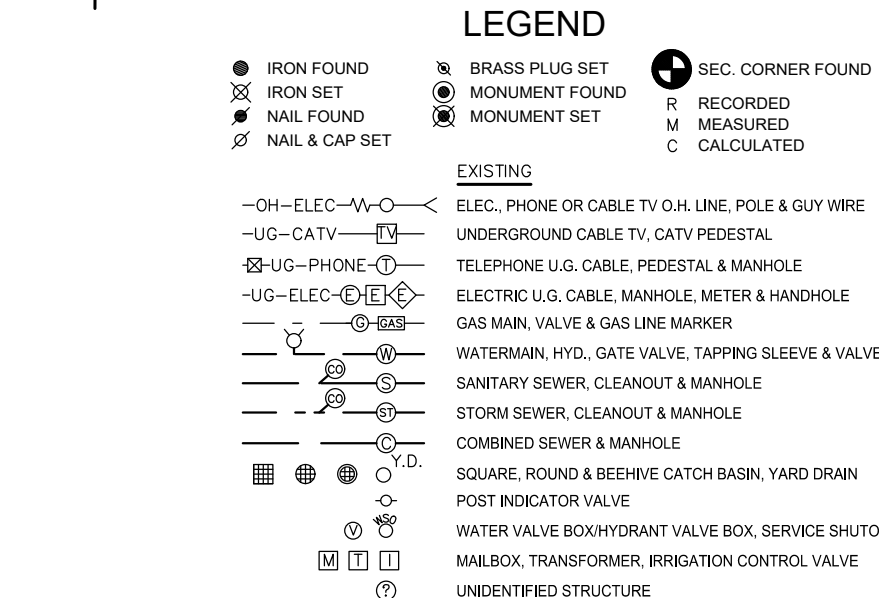 LEGEND
IRON FOUND
IRON SET
NAIL FOUND
NAIL & CAP SET
BRASS PLUG SET
MONUMENT FOUND
MONUMENT SET
SEC. CORNER FOUND
R RECORDED
M MEASURED
C CALCULATED
EXISTING
-OH-ELEC- ELEC., PHONE OR CABLE TV O.H. LINE, POLE & GUY WIRE
-UG-CATV- TV UNDERGROUND CABLE TV, CATV PEDESTAL
-UG-PHONE- T TELEPHONE U.G. CABLE, PEDESTAL & MANHOLE
-UG-ELEC- E E E ELECTRIC U.G. CABLE, MANHOLE, METER & HANDHOLE
G GAS GAS MAIN, VALVE & GAS LINE MARKER
W WATERMAIN, HYD., GATE VALVE, TAPPING SLEEVE & VALVE
CO S SANITARY SEWER, CLEANOUT & MANHOLE
CO ST STORM SEWER, CLEANOUT & MANHOLE
C COMBINED SEWER & MANHOLE
Y.D. SQUARE, ROUND & BEEHIVE CATCH BASIN, YARD DRAIN
POST INDICATOR VALVE
V WSO WATER VALVE BOX/HYDRANT VALVE BOX, SERVICE SHUTO
M T I MAILBOX, TRANSFORMER, IRRIGATION CONTROL VALVE
? UNIDENTIFIED STRUCTURE